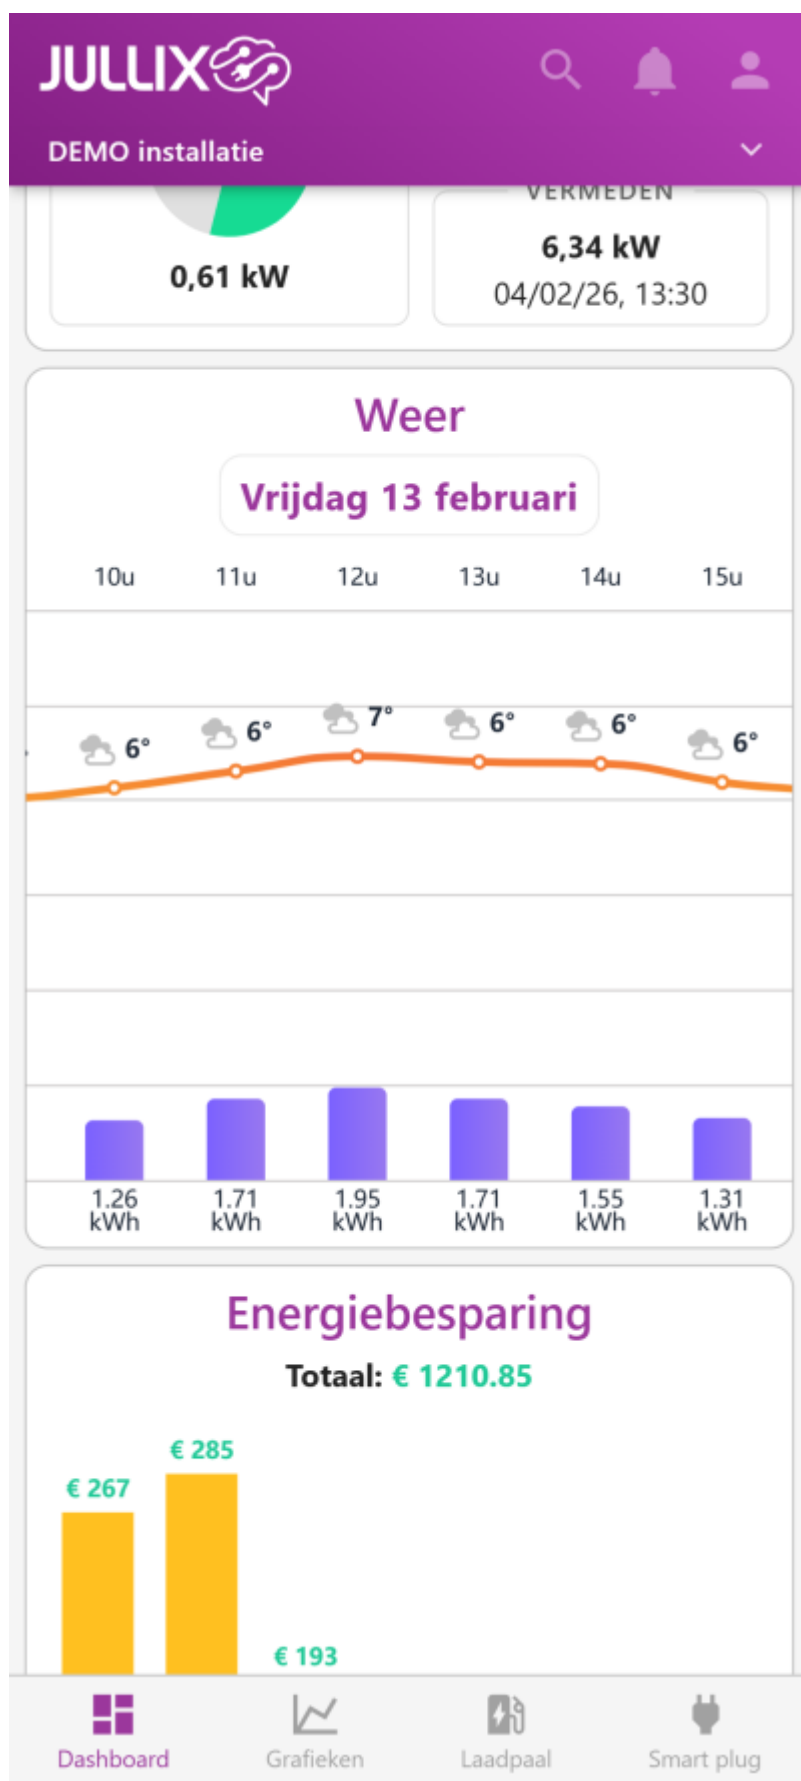 JULLIX
DEMO installatie
VERMEDEN
0,61 kW
6,34 kW
04/02/26, 13:30
Weer
Vrijdag 13 februari
10u 11u 12u 13u 14u 15u
6° 6° 7° 6° 6° 6°
1.26 kWh
1.71 kWh
1.95 kWh
1.71 kWh
1.55 kWh
1.31 kWh
Energiebesparing
Totaal: € 1210.85
€ 285
€ 267
€ 193
Dashboard Grafieken Laadpaal Smart plug